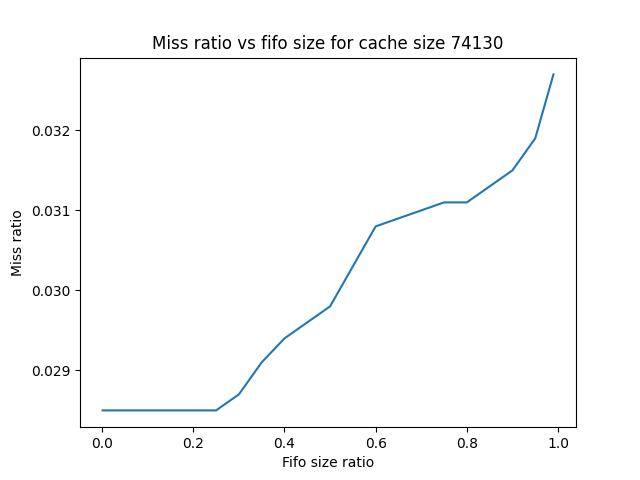 Miss ratio vs fifo size for cache size 74130
0.032
0.031
0.030
0.029
Miss ratio
0.0 0.2 0.4 0.6 0.8 1.0
Fifo size ratio